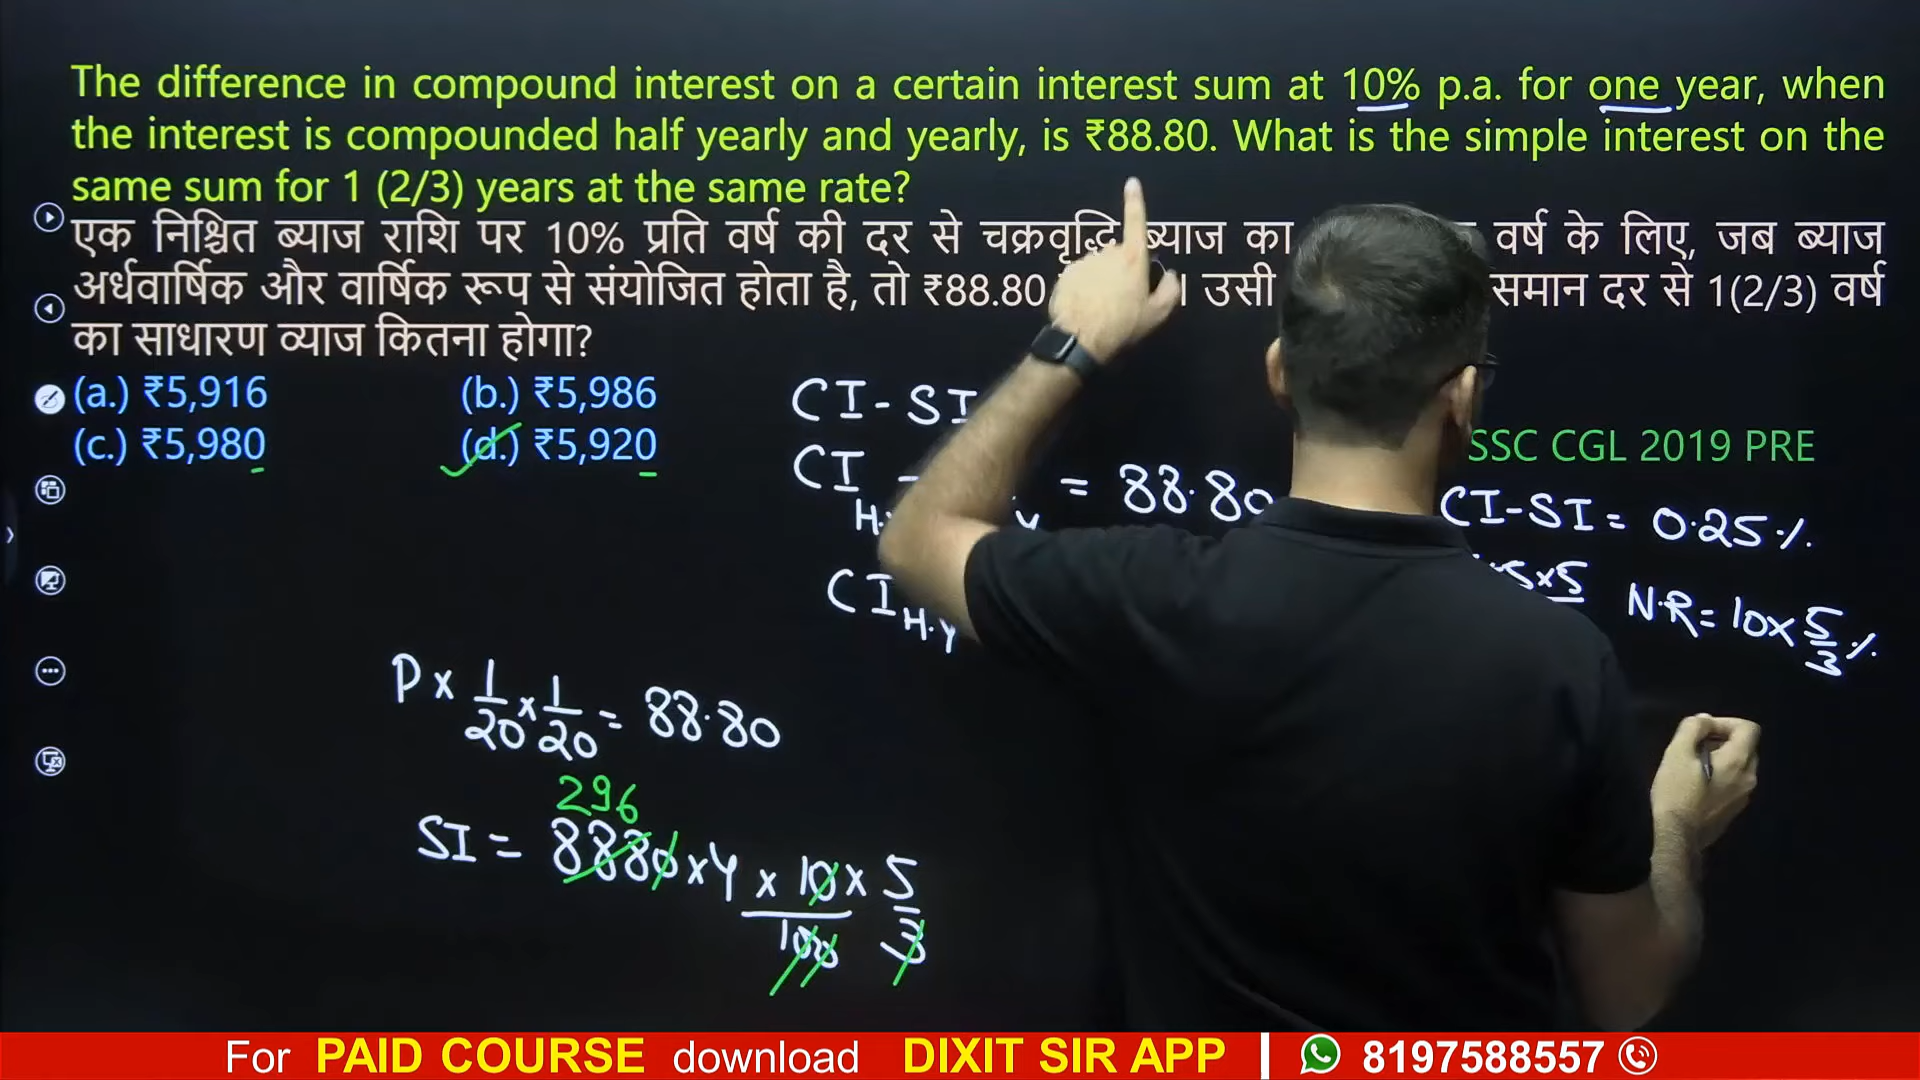 The difference in compound interest on a certain interest sum at 10% p.a. for one year, when
the interest is compounded half yearly and yearly, is ₹88.80. What is the simple interest on the
same sum for 1 (2/3) years at the same rate?
एक निश्चित ब्याज राशि पर 10% प्रति वर्ष की दर से चक्रवृद्धि ब्याज का वर्ष के लिए, जब ब्याज
अर्धवार्षिक और वार्षिक रूप से संयोजित होता है, तो ₹88.80 । उसी समान दर से 1(2/3) वर्ष
का साधारण व्याज कितना होगा?
(a.) ₹5,916 (b.) ₹5,986
(c.) ₹5,980 (d.) ₹5,920
SSC CGL 2019 PRE
CI-SI
CI - = 88.80
CI H.Y
CI-SI = 0.25%
5×5
N.R = 10× 5/3 %
P × 1/20 × 1/20 = 88.80
296
SI = 8880×4 × 10/100 × 5/3
For PAID COURSE download DIXIT SIR APP | 8197588557